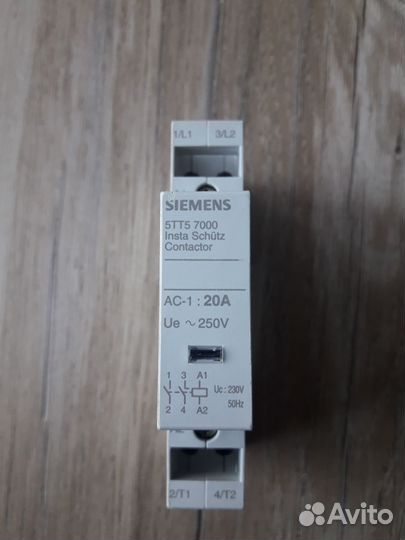 1/L1 3/L2
SIEMENS
5TT5 7000
Insta Schütz
Contactor
AC-1 : 20A
Ue ~ 250V
1 3 A1
Uc : 230V
50Hz
2 4 A2
A2
2/T1 4/T2
Avito